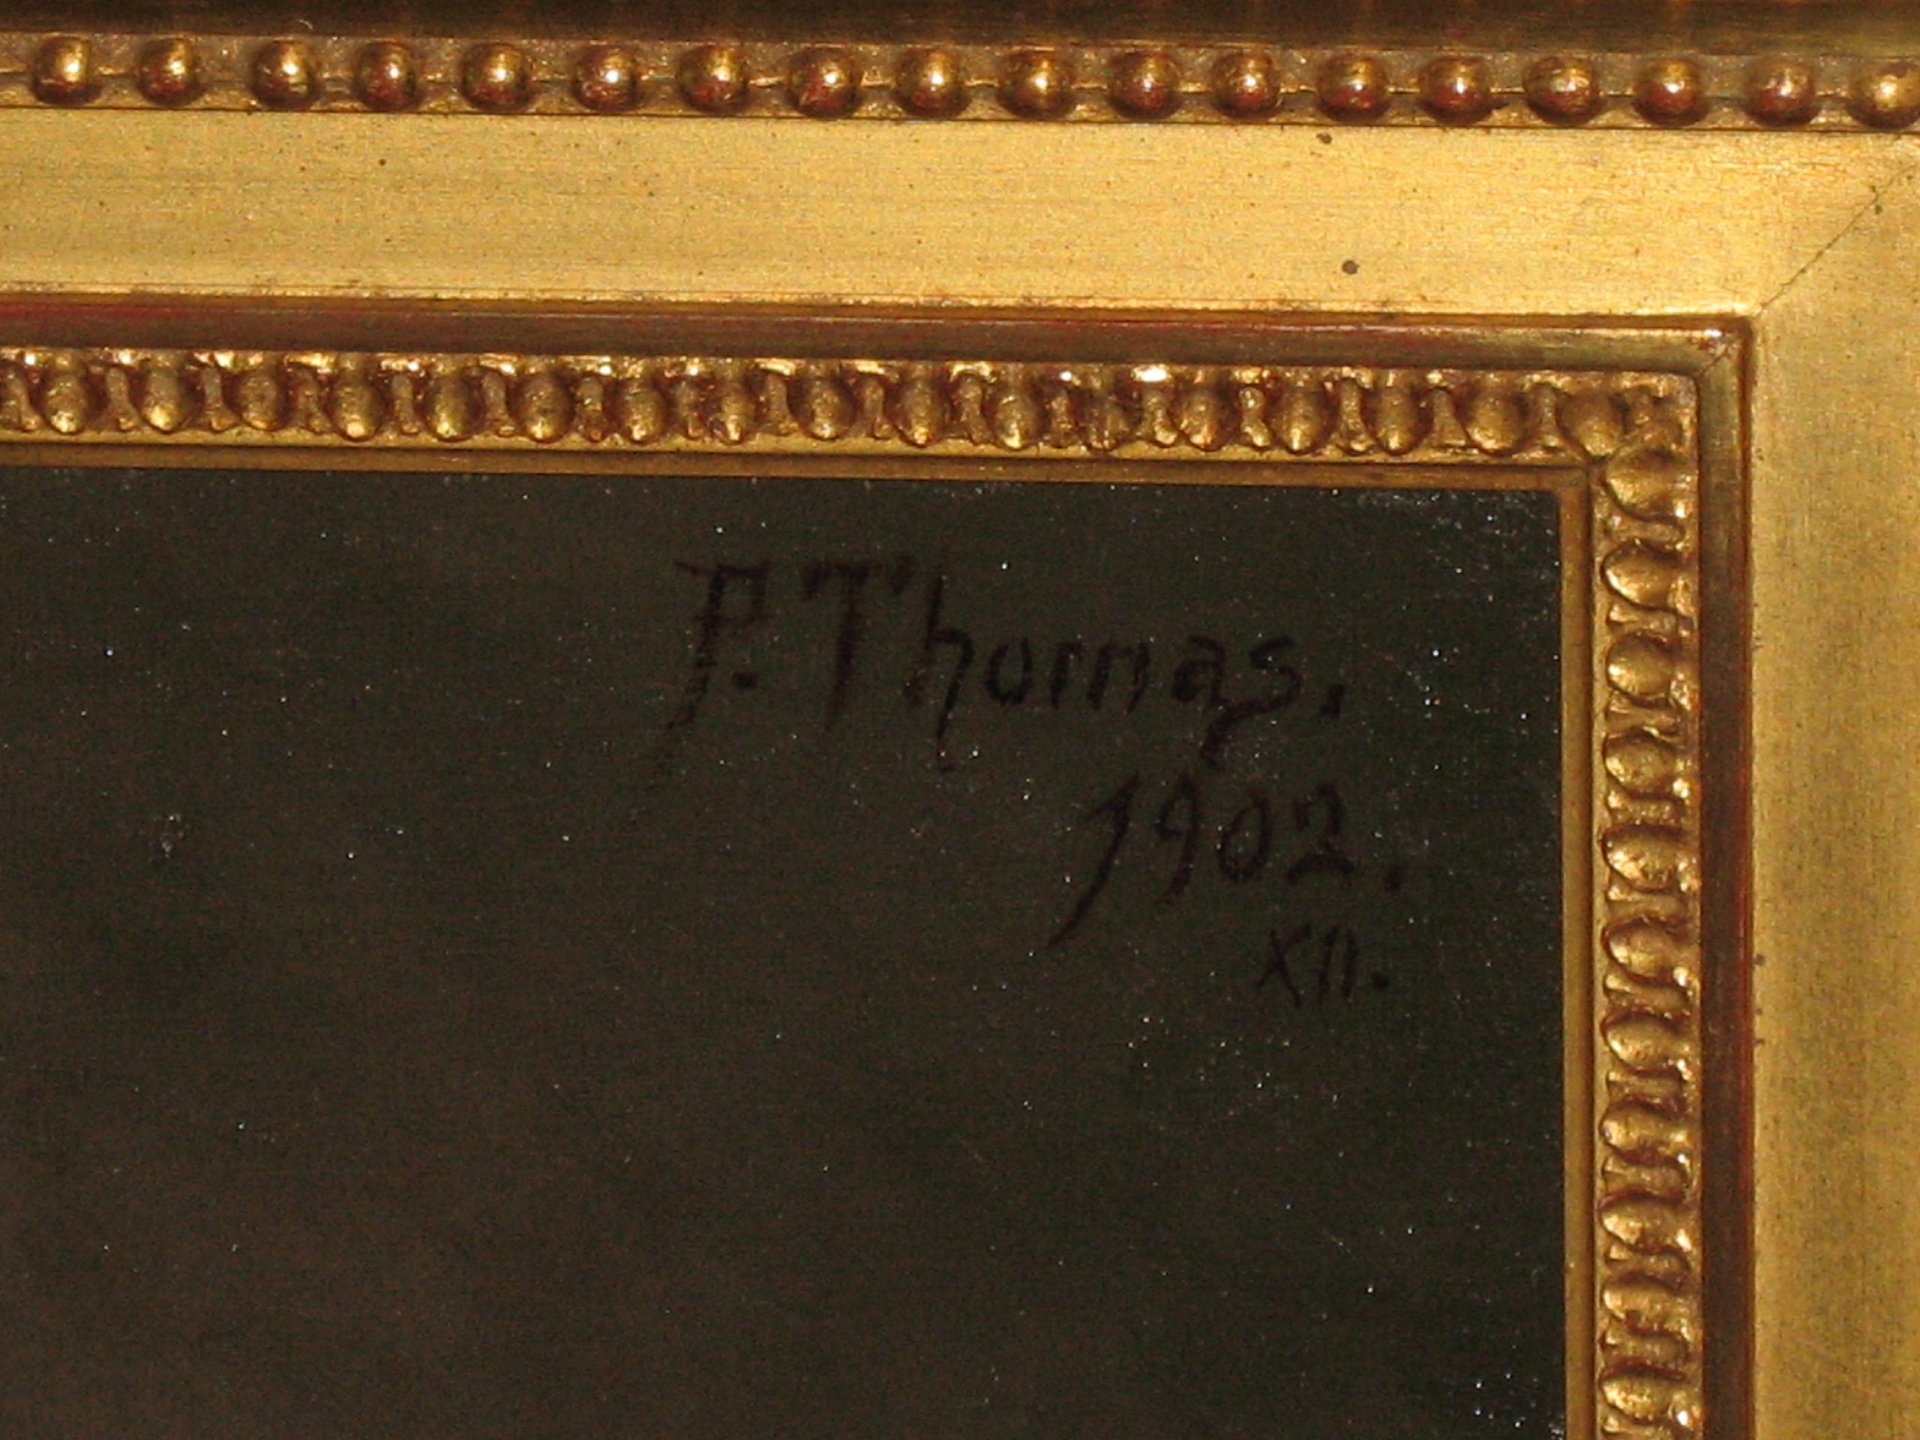 P. Thomas.
1902.
XII.